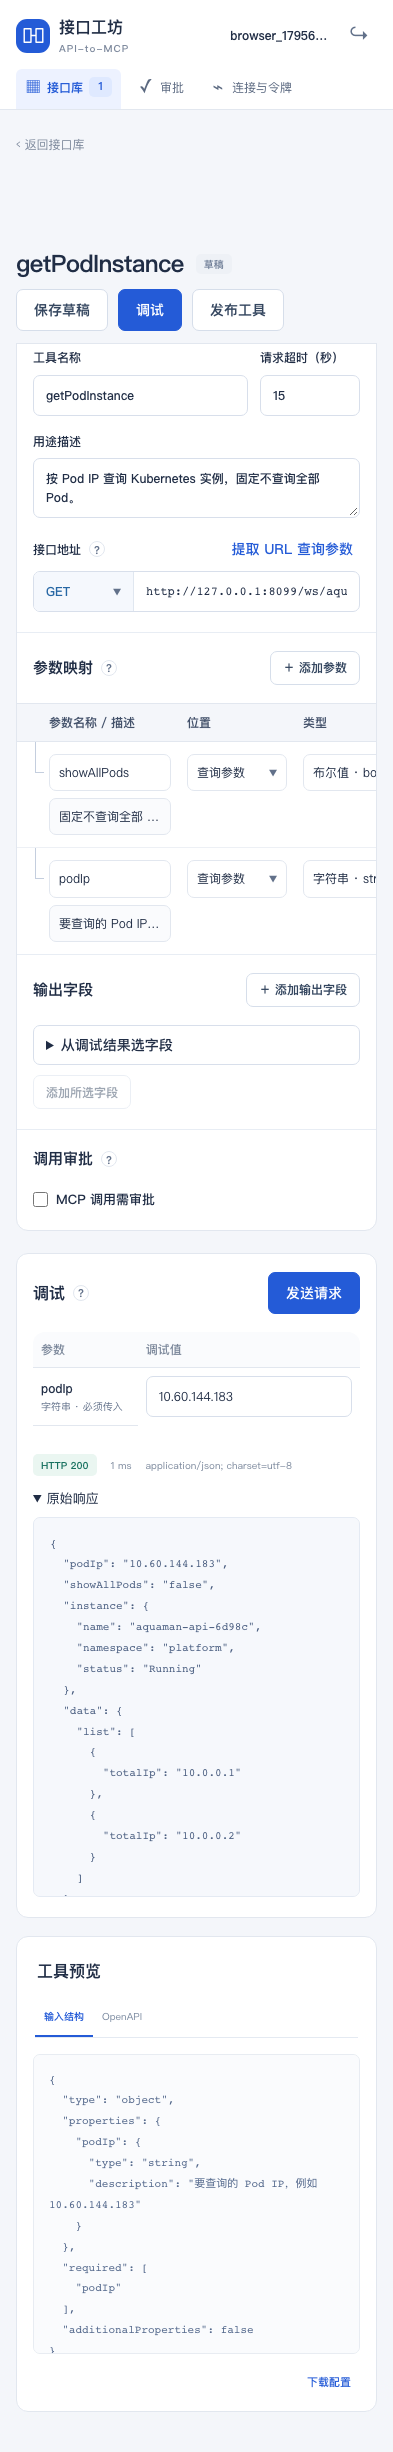 接口工坊
API-to-MCP
browser_17956...
接口库 1
审批
连接与令牌
‹ 返回接口库
getPodInstance 草稿
保存草稿
调试
发布工具
工具名称
请求超时（秒）
getPodInstance
15
用途描述
按 Pod IP 查询 Kubernetes 实例，固定不查询全部
Pod。
接口地址 ?
提取 URL 查询参数
GET
http://127.0.0.1:8099/ws/aqu
参数映射 ?
+ 添加参数
参数名称 / 描述
位置
类型
showAllPods
查询参数
布尔值 · bo
固定不查询全部 ...
podIp
查询参数
字符串 · str
要查询的 Pod IP...
输出字段
+ 添加输出字段
从调试结果选字段
添加所选字段
调用审批 ?
MCP 调用需审批
调试 ?
发送请求
参数
调试值
podIp
字符串 · 必须传入
10.60.144.183
HTTP 200
1 ms
application/json; charset=utf-8
原始响应
{
"podIp": "10.60.144.183",
"showAllPods": "false",
"instance": {
"name": "aquaman-api-6d98c",
"namespace": "platform",
"status": "Running"
},
"data": {
"list": [
{
"totalIp": "10.0.0.1"
},
{
"totalIp": "10.0.0.2"
}
]
工具预览
输入结构
OpenAPI
{
"type": "object",
"properties": {
"podIp": {
"type": "string",
"description": "要查询的 Pod IP，例如
10.60.144.183"
}
},
"required": [
"podIp"
],
"additionalProperties": false
}
下载配置